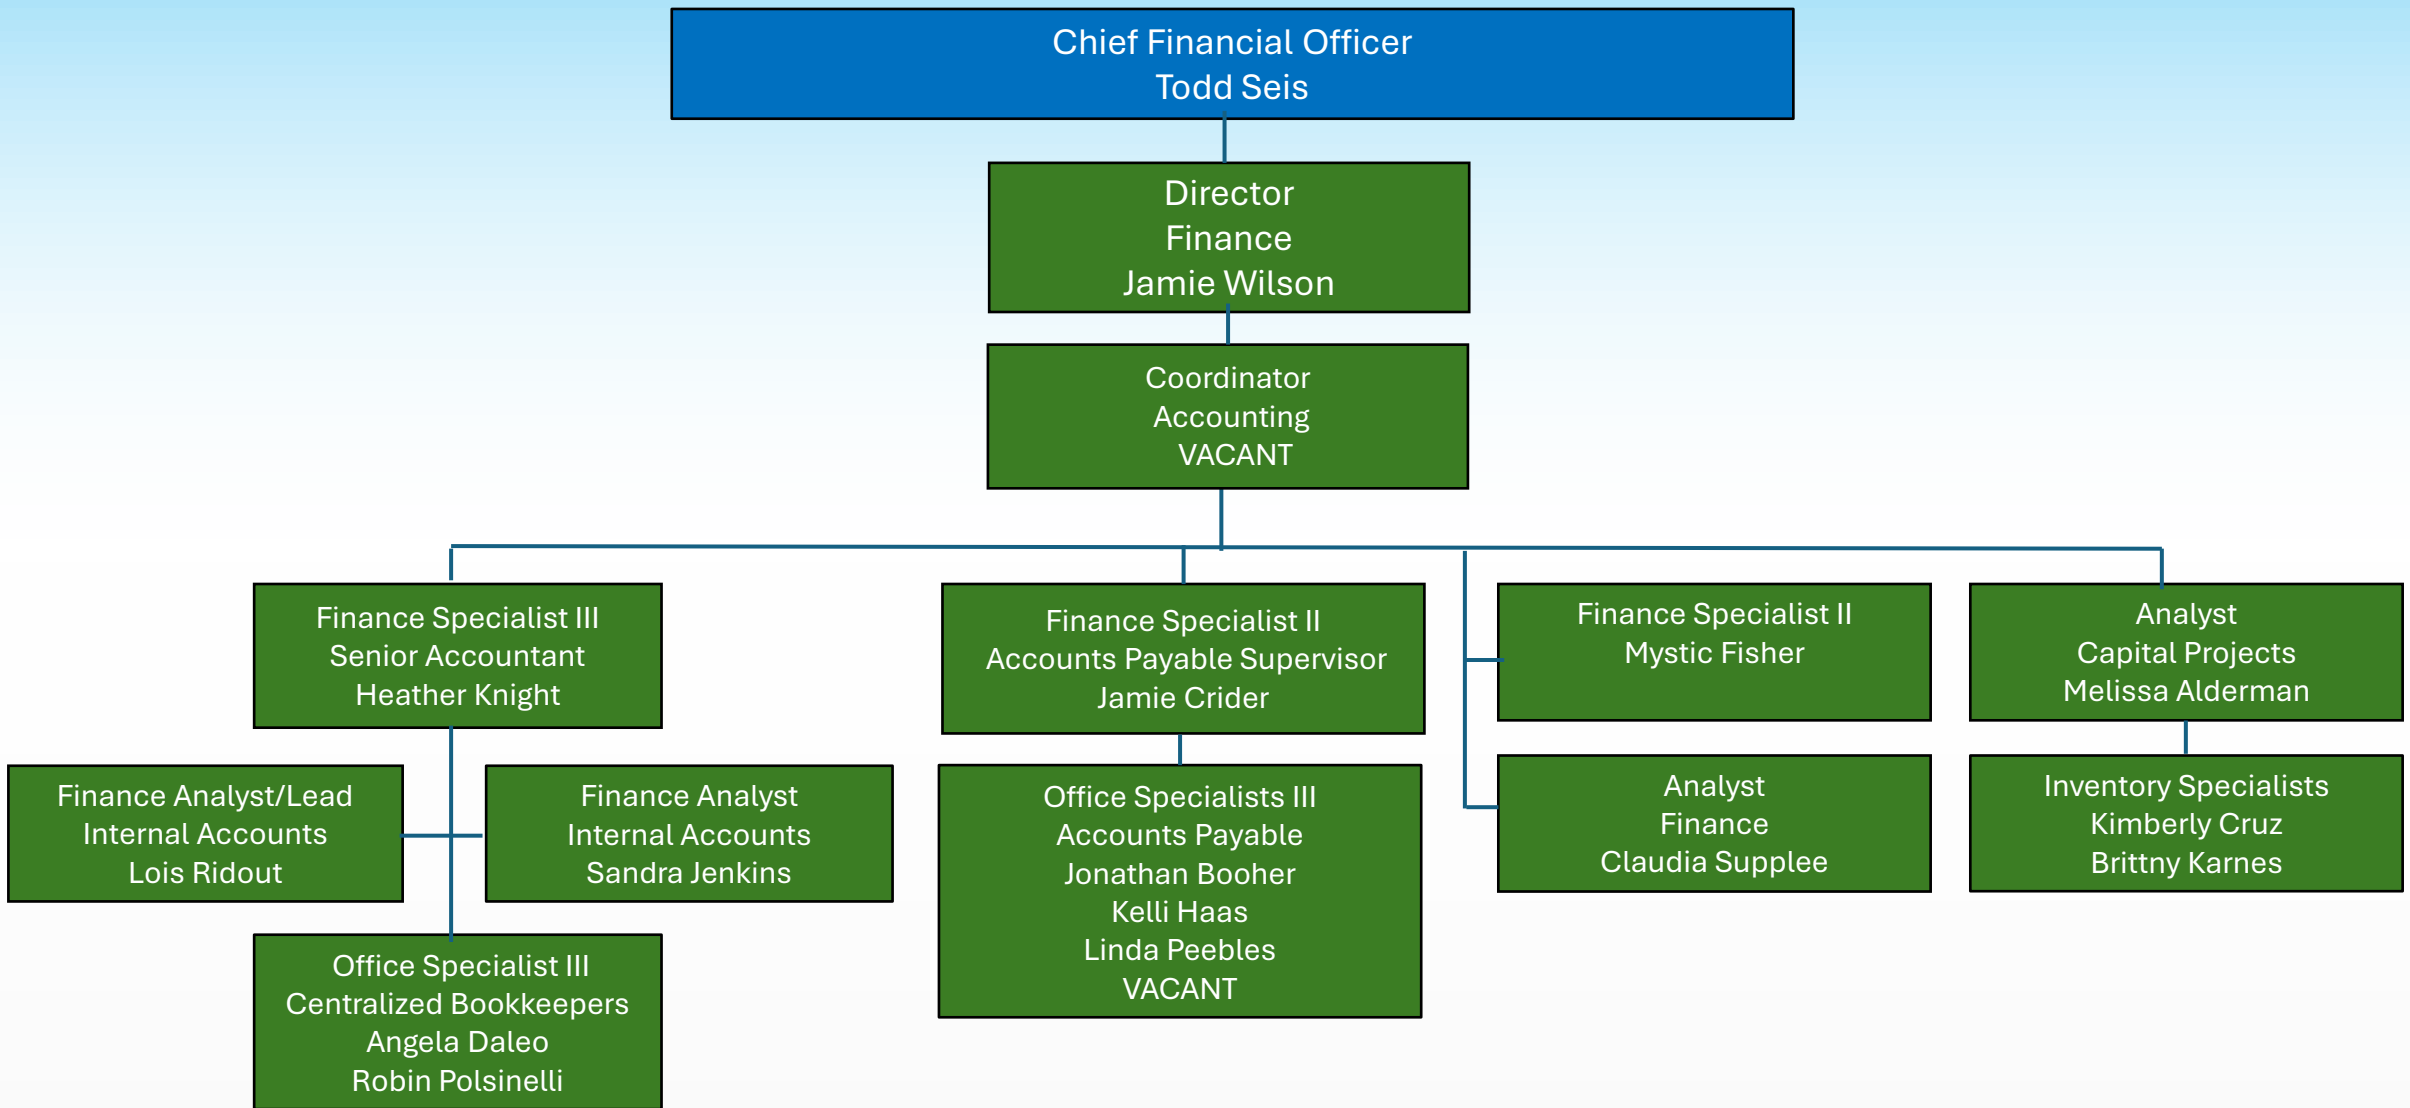 Chief Financial Officer
Todd Seis
Director
Finance
Jamie Wilson
Coordinator
Accounting
VACANT
Finance Specialist III
Senior Accountant
Heather Knight
Finance Analyst/Lead
Internal Accounts
Lois Ridout
Finance Analyst
Internal Accounts
Sandra Jenkins
Office Specialist III
Centralized Bookkeepers
Angela Daleo
Robin Polsinelli
Finance Specialist II
Accounts Payable Supervisor
Jamie Crider
Office Specialists III
Accounts Payable
Jonathan Booher
Kelli Haas
Linda Peebles
VACANT
Finance Specialist II
Mystic Fisher
Analyst
Finance
Claudia Supplee
Analyst
Capital Projects
Melissa Alderman
Inventory Specialists
Kimberly Cruz
Brittny Karnes